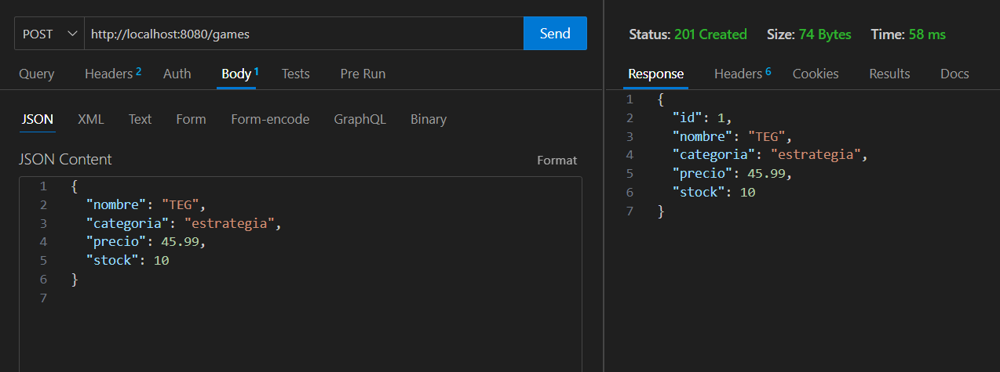 POST http://localhost:8080/games Send
Query Headers 2 Auth Body 1 Tests Pre Run
JSON XML Text Form Form-encode GraphQL Binary
JSON Content Format
1 {
2 "nombre": "TEG",
3 "categoria": "estrategia",
4 "precio": 45.99,
5 "stock": 10
6 }
7
Status: 201 Created Size: 74 Bytes Time: 58 ms
Response Headers 6 Cookies Results Docs
1 {
2 "id": 1,
3 "nombre": "TEG",
4 "categoria": "estrategia",
5 "precio": 45.99,
6 "stock": 10
7 }